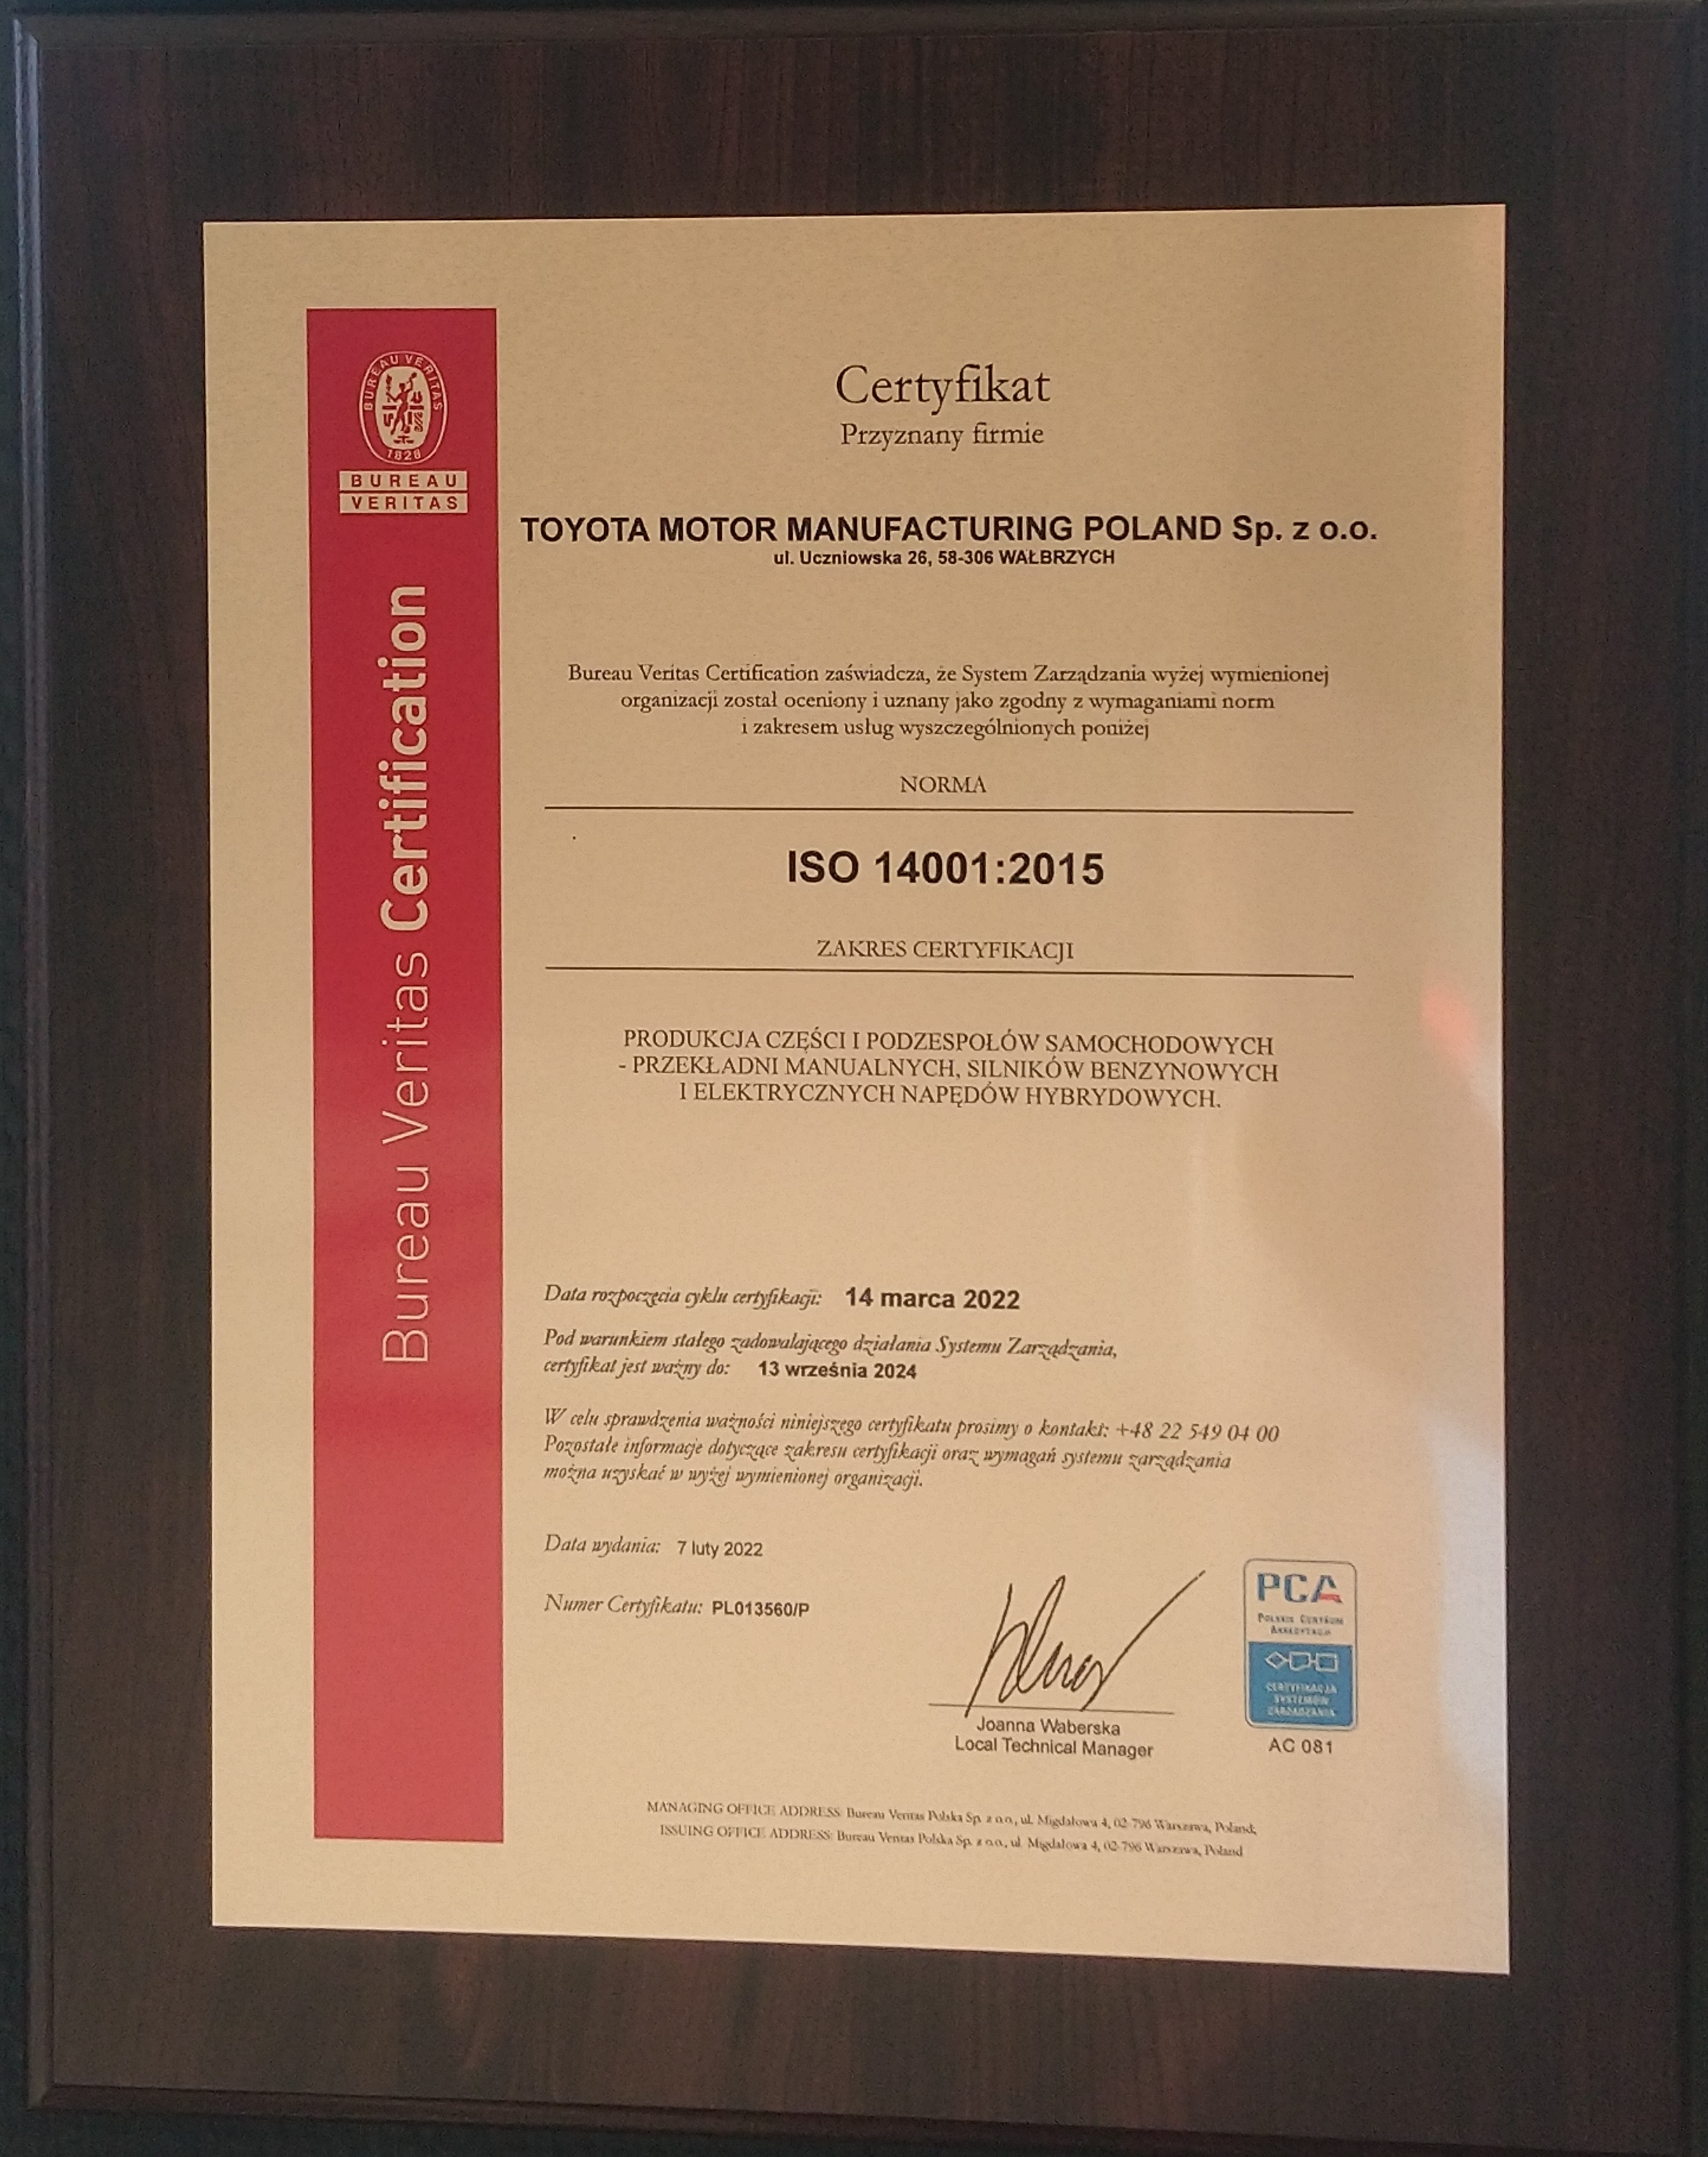 BUREAU VERITAS
1828
BUREAU
VERITAS
Bureau Veritas Certification
Certyfikat
Przyznany firmie
TOYOTA MOTOR MANUFACTURING POLAND Sp. z o.o.
ul. Uczniowska 26, 58-306 WAŁBRZYCH
Bureau Veritas Certification zaświadcza, że System Zarządzania wyżej wymienionej
organizacji został oceniony i uznany jako zgodny z wymaganiami norm
i zakresem usług wyszczególnionych poniżej
NORMA
ISO 14001:2015
ZAKRES CERTYFIKACJI
PRODUKCJA CZĘŚCI I PODZESPOŁÓW SAMOCHODOWYCH
- PRZEKŁADNI MANUALNYCH, SILNIKÓW BENZYNOWYCH
I ELEKTRYCZNYCH NAPĘDÓW HYBRYDOWYCH.
Data rozpoczęcia cyklu certyfikacji: 14 marca 2022
Pod warunkiem stałego zadowalającego działania Systemu Zarządzania,
certyfikat jest ważny do: 13 września 2024
W celu sprawdzenia ważności niniejszego certyfikatu prosimy o kontakt: +48 22 549 04 00
Pozostałe informacje dotyczące zakresu certyfikacji oraz wymagań systemu zarządzania
można uzyskać w wyżej wymienionej organizacji.
Data wydania: 7 luty 2022
Numer Certyfikatu: PL013560/P
Joanna Waberska
Local Technical Manager
PCA
POLSKIE CENTRUM
AKREDYTACJI
CERTYFIKACJA
SYSTEMÓW
ZARZĄDZANIA
AC 081
MANAGING OFFICE ADDRESS: Bureau Veritas Polska Sp. z o.o., ul. Migdałowa 4, 02-796 Warszawa, Poland;
ISSUING OFFICE ADDRESS: Bureau Veritas Polska Sp. z o.o., ul. Migdałowa 4, 02-796 Warszawa, Poland